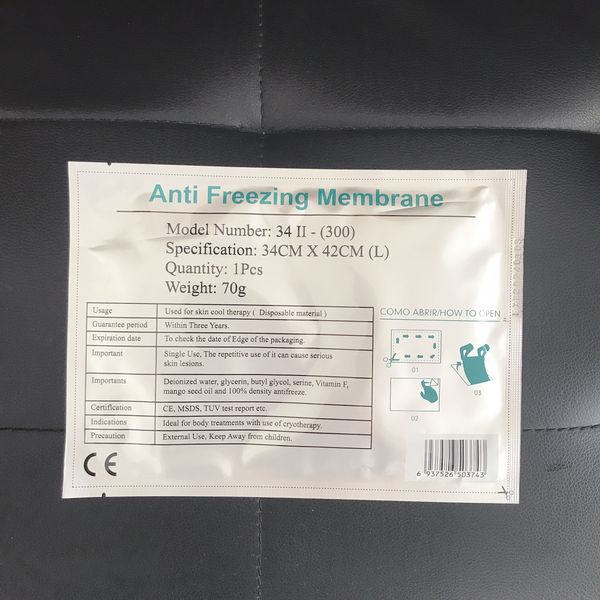 Anti Freezing Membrane
Model Number: 34 II - (300)
Specification: 34CM X 42CM (L)
Quantity: 1Pcs
Weight: 70g
Usage Used for skin cool therapy ( Disposable material )
Guarantee period Within Three Years.
Expiration date To check the date of Edge of the packaging.
Important Single Use, The repetitive use of it can cause serious
skin lesions.
Importants Deionized water, glycerin, butyl glycol, serine, Vitamin F,
mango seed oil and 100% density antifreeze.
Certification CE, MSDS, TUV test report etc.
Indications Ideal for body treatments with use of cryotherapy.
Precaution External Use, Keep Away from children.
CE
COMO ABRIR/HOW TO OPEN
01
02
03
6 937526 503743